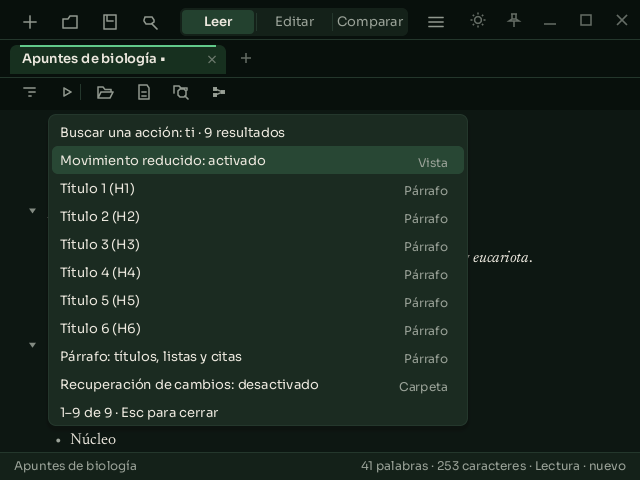 Leer Editar Comparar
Apuntes de biología •
Buscar una acción: ti · 9 resultados
Movimiento reducido: activado Vista
Título 1 (H1) Párrafo
Título 2 (H2) Párrafo
Título 3 (H3) Párrafo
y eucariota.
Título 4 (H4) Párrafo
Título 5 (H5) Párrafo
Título 6 (H6) Párrafo
Párrafo: títulos, listas y citas Párrafo
Recuperación de cambios: desactivado Carpeta
1–9 de 9 · Esc para cerrar
• Núcleo
Apuntes de biología 41 palabras · 253 caracteres · Lectura · nuevo